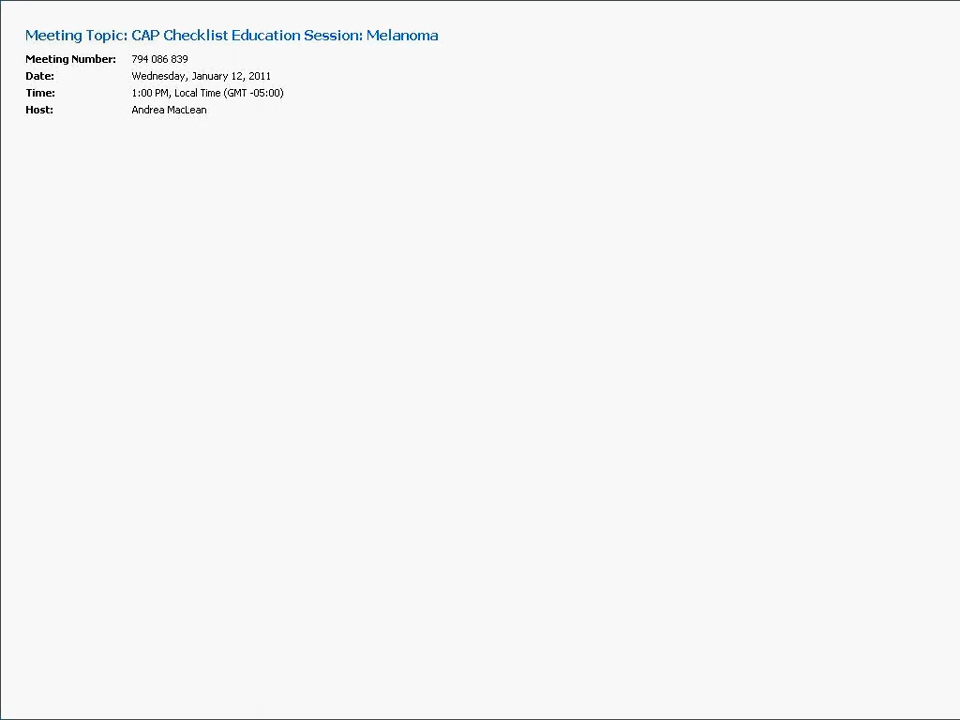 Meeting Topic: CAP Checklist Education Session: Melanoma
Meeting Number: 794 086 839
Date: Wednesday, January 12, 2011
Time: 1:00 PM, Local Time (GMT -05:00)
Host: Andrea MacLean